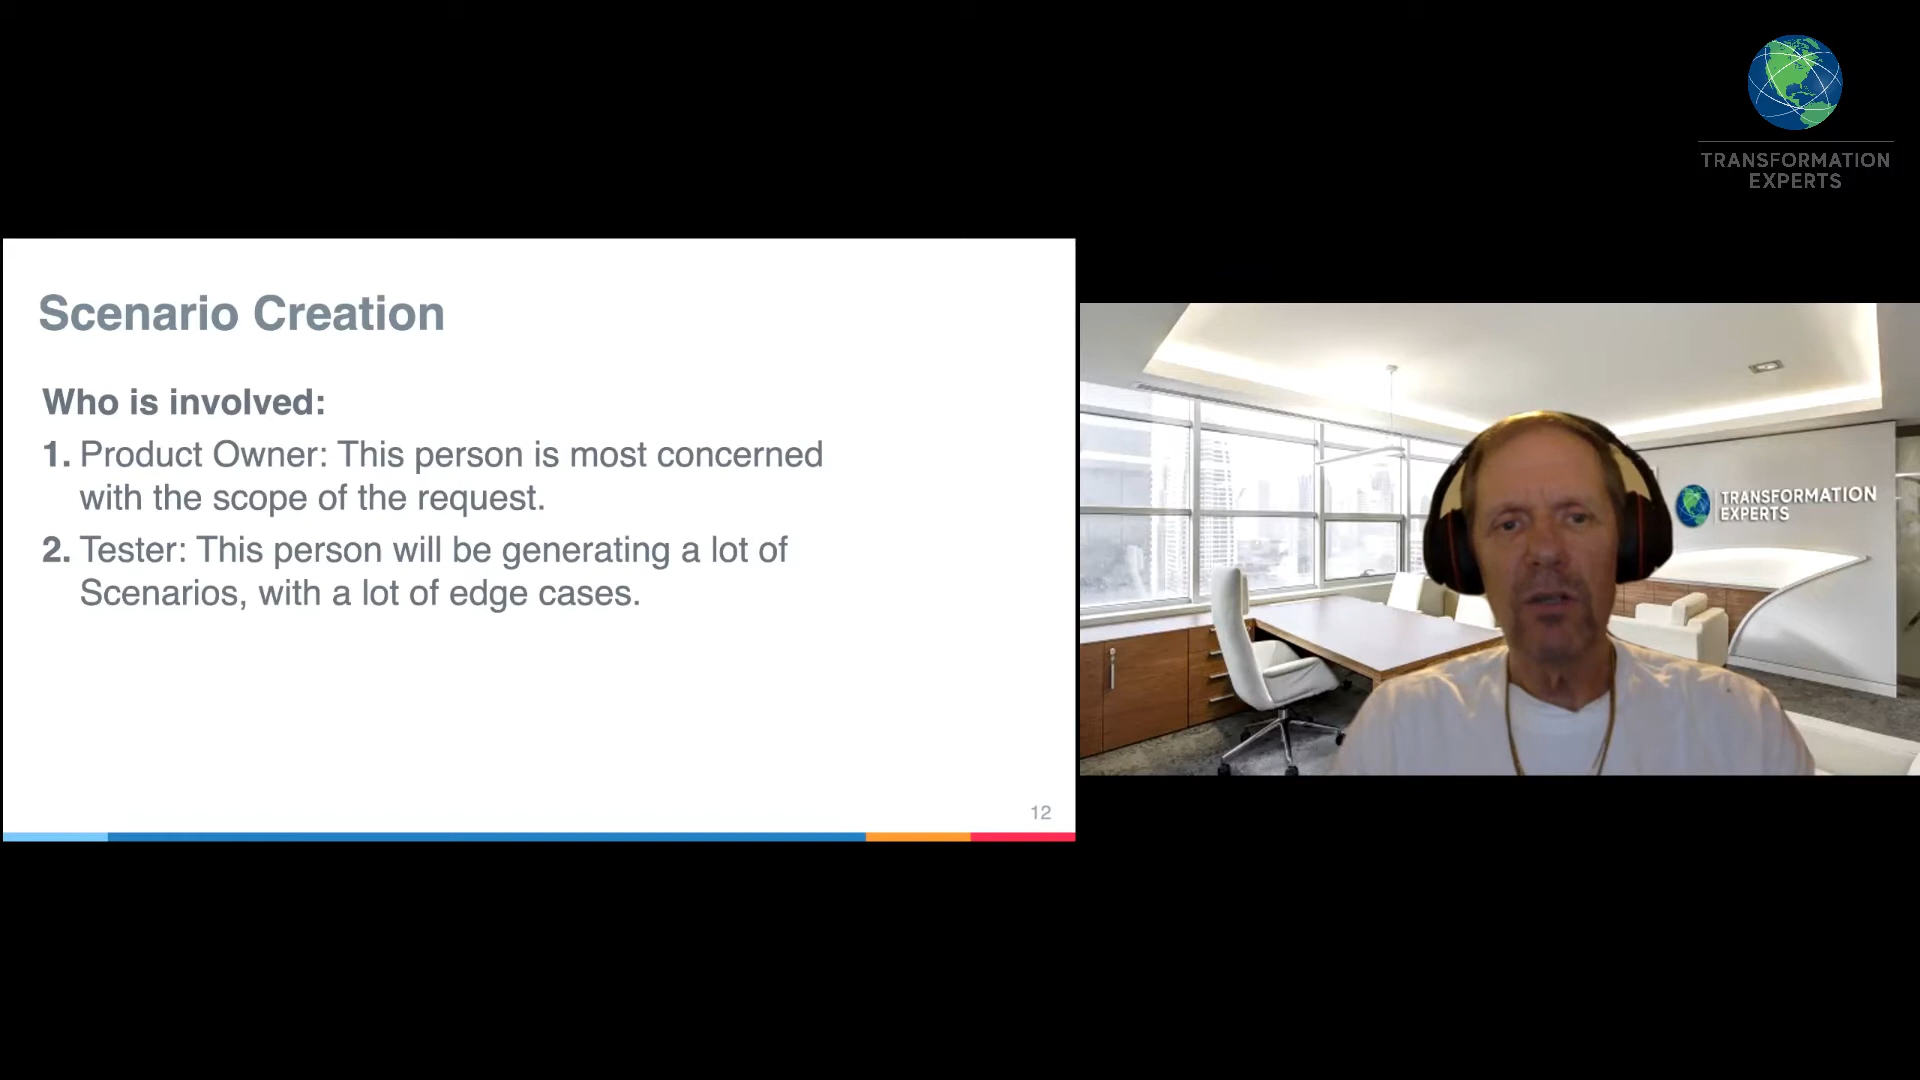 TRANSFORMATION
EXPERTS
Scenario Creation
Who is involved:
1. Product Owner: This person is most concerned
with the scope of the request.
2. Tester: This person will be generating a lot of
Scenarios, with a lot of edge cases.
12
TRANSFORMATION
EXPERTS